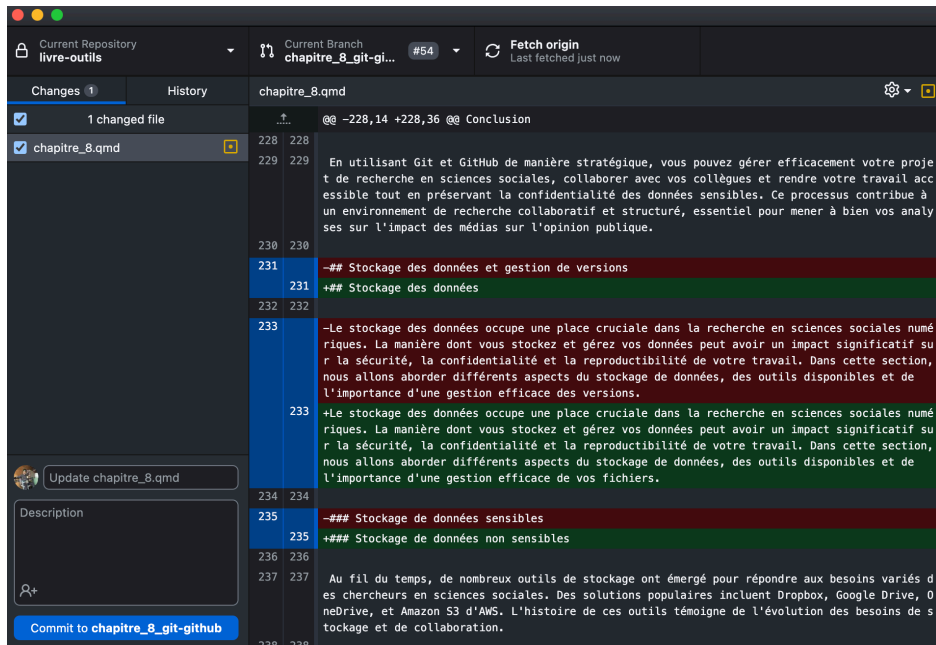 Current Repository
livre-outils
Current Branch
chapitre_8_git-gi... #54
Fetch origin
Last fetched just now
Changes 1 History
1 changed file
chapitre_8.qmd
Update chapitre_8.qmd
Description
Commit to chapitre_8_git-github
chapitre_8.qmd
@@ -228,14 +228,36 @@ Conclusion
228 228
229 229 En utilisant Git et GitHub de manière stratégique, vous pouvez gérer efficacement votre proje
t de recherche en sciences sociales, collaborer avec vos collègues et rendre votre travail acc
essible tout en préservant la confidentialité des données sensibles. Ce processus contribue à
un environnement de recherche collaboratif et structuré, essentiel pour mener à bien vos analy
ses sur l'impact des médias sur l'opinion publique.
230 230
231 -## Stockage des données et gestion de versions
231 +## Stockage des données
232 232
233 -Le stockage des données occupe une place cruciale dans la recherche en sciences sociales numé
riques. La manière dont vous stockez et gérez vos données peut avoir un impact significatif su
r la sécurité, la confidentialité et la reproductibilité de votre travail. Dans cette section,
nous allons aborder différents aspects du stockage de données, des outils disponibles et de
l'importance d'une gestion efficace des versions.
233 +Le stockage des données occupe une place cruciale dans la recherche en sciences sociales numé
riques. La manière dont vous stockez et gérez vos données peut avoir un impact significatif su
r la sécurité, la confidentialité et la reproductibilité de votre travail. Dans cette section,
nous allons aborder différents aspects du stockage de données, des outils disponibles et de
l'importance d'une gestion efficace de vos fichiers.
234 234
235 -### Stockage de données sensibles
235 +### Stockage de données non sensibles
236 236
237 237 Au fil du temps, de nombreux outils de stockage ont émergé pour répondre aux besoins variés d
es chercheurs en sciences sociales. Des solutions populaires incluent Dropbox, Google Drive, O
neDrive, et Amazon S3 d'AWS. L'histoire de ces outils témoigne de l'évolution des besoins de s
tockage et de collaboration.
238 238